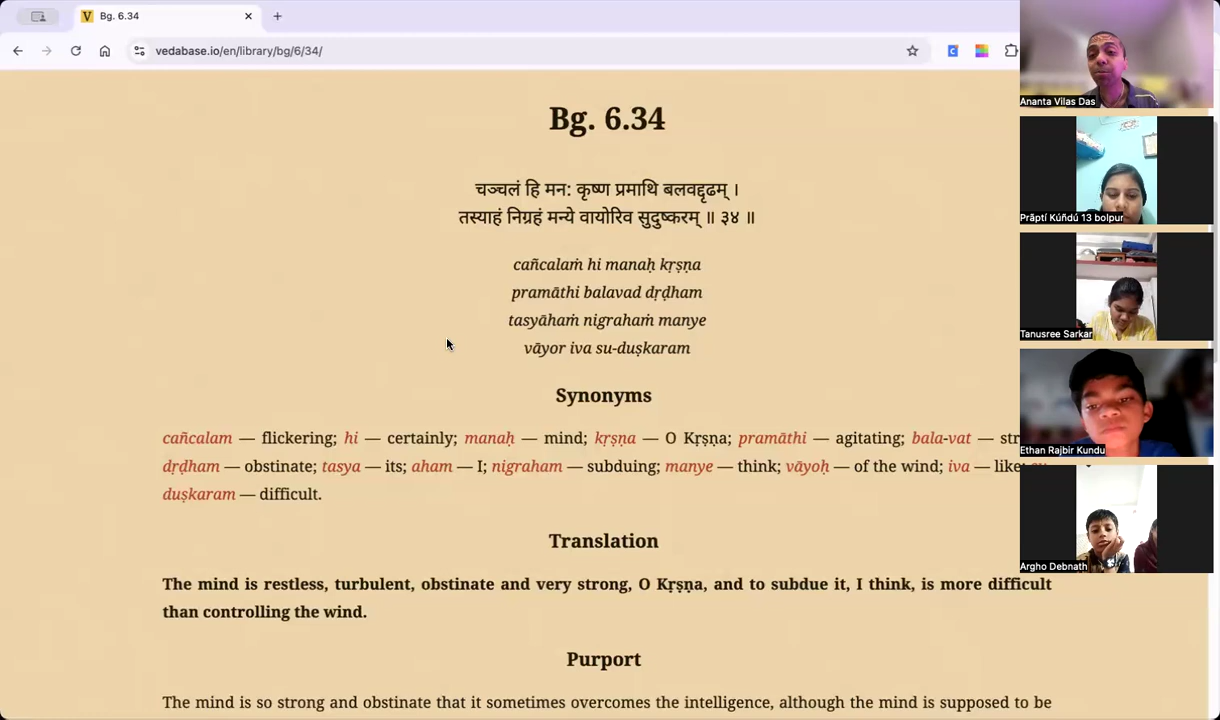 Bg. 6.34
vedabase.io/en/library/bg/6/34/
Bg. 6.34
चञ्चलं हि मन: कृष्ण प्रमाथि बलवद्दृढम् ।
तस्याहं निग्रहं मन्ये वायोरिव सुदुष्करम् ॥ ३४ ॥
cañcalaṁ hi manaḥ kṛṣṇa
pramāthi balavad dṛḍham
tasyāhaṁ nigrahaṁ manye
vāyor iva su-duṣkaram
Synonyms
cañcalam — flickering; hi — certainly; manaḥ — mind; kṛṣṇa — O Kṛṣṇa; pramāthi — agitating; bala-vat —
dṛḍham — obstinate; tasya — its; aham — I; nigraham — subduing; manye — think; vāyoḥ — of the wind; iva — like;
duṣkaram — difficult.
Translation
The mind is restless, turbulent, obstinate and very strong, O Kṛṣṇa, and to subdue it, I think, is more difficult
than controlling the wind.
Purport
The mind is so strong and obstinate that it sometimes overcomes the intelligence, although the mind is supposed to be
Ananta Vilas Das
Prāptí Kúñdú 13 bolpur
Tanusree Sarkar
Ethan Rajbir Kundu
Argho Debnath